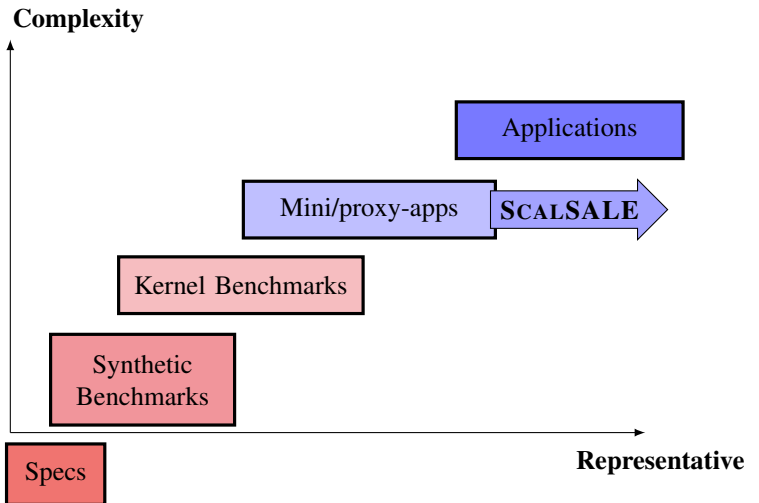 Complexity
Applications
Mini/proxy-apps
SCALSALE
Kernel Benchmarks
Synthetic
Benchmarks
Representative
Specs